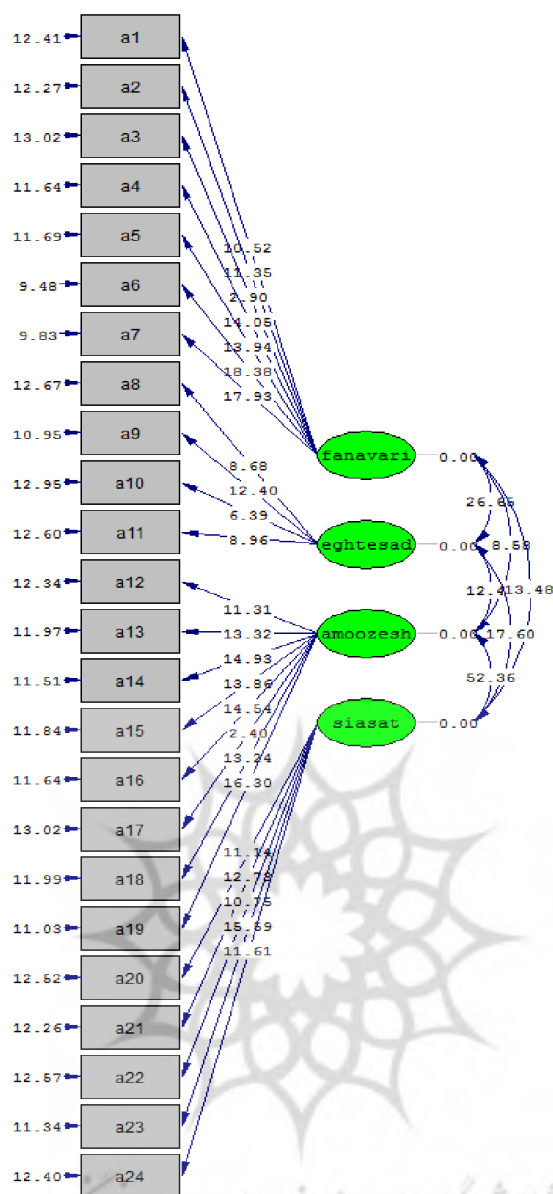 12.41 a1
12.27 a2
13.02 a3
11.64 a4
11.69 a5
9.48 a6
9.83 a7
12.67 a8
10.95 a9
12.95 a10
12.60 a11
12.34 a12
11.97 a13
11.51 a14
11.84 a15
11.64 a16
13.02 a17
11.99 a18
11.03 a19
12.52 a20
12.26 a21
12.57 a22
11.34 a23
12.40 a24
10.52
11.35
2.90
14.05
13.94
18.38
17.93
8.68
12.40
6.39
8.96
11.31
13.32
14.93
13.86
14.54
2.40
13.24
16.30
11.14
12.78
10.75
15.59
11.61
fanavari 0.00
eghtesad 0.00
amoozesh 0.00
siasat 0.00
26.65
8.58
13.48
17.60
52.36